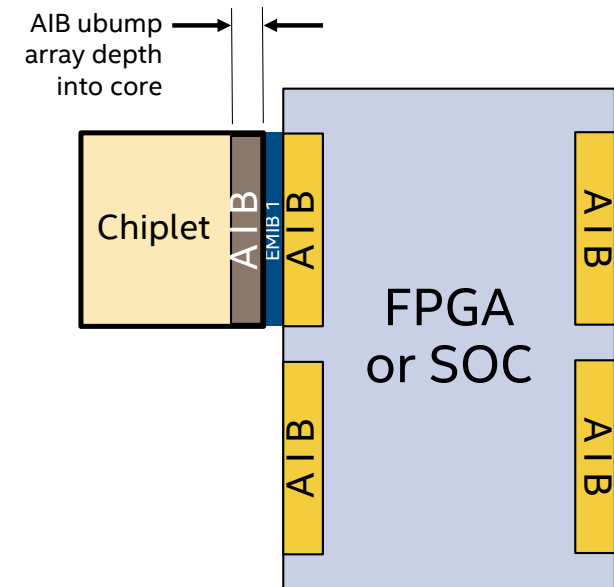 AIB ubump
array depth
into core
Chiplet
AIB
EMIB 1
AIB
AIB
FPGA
or SOC
AIB
AIB